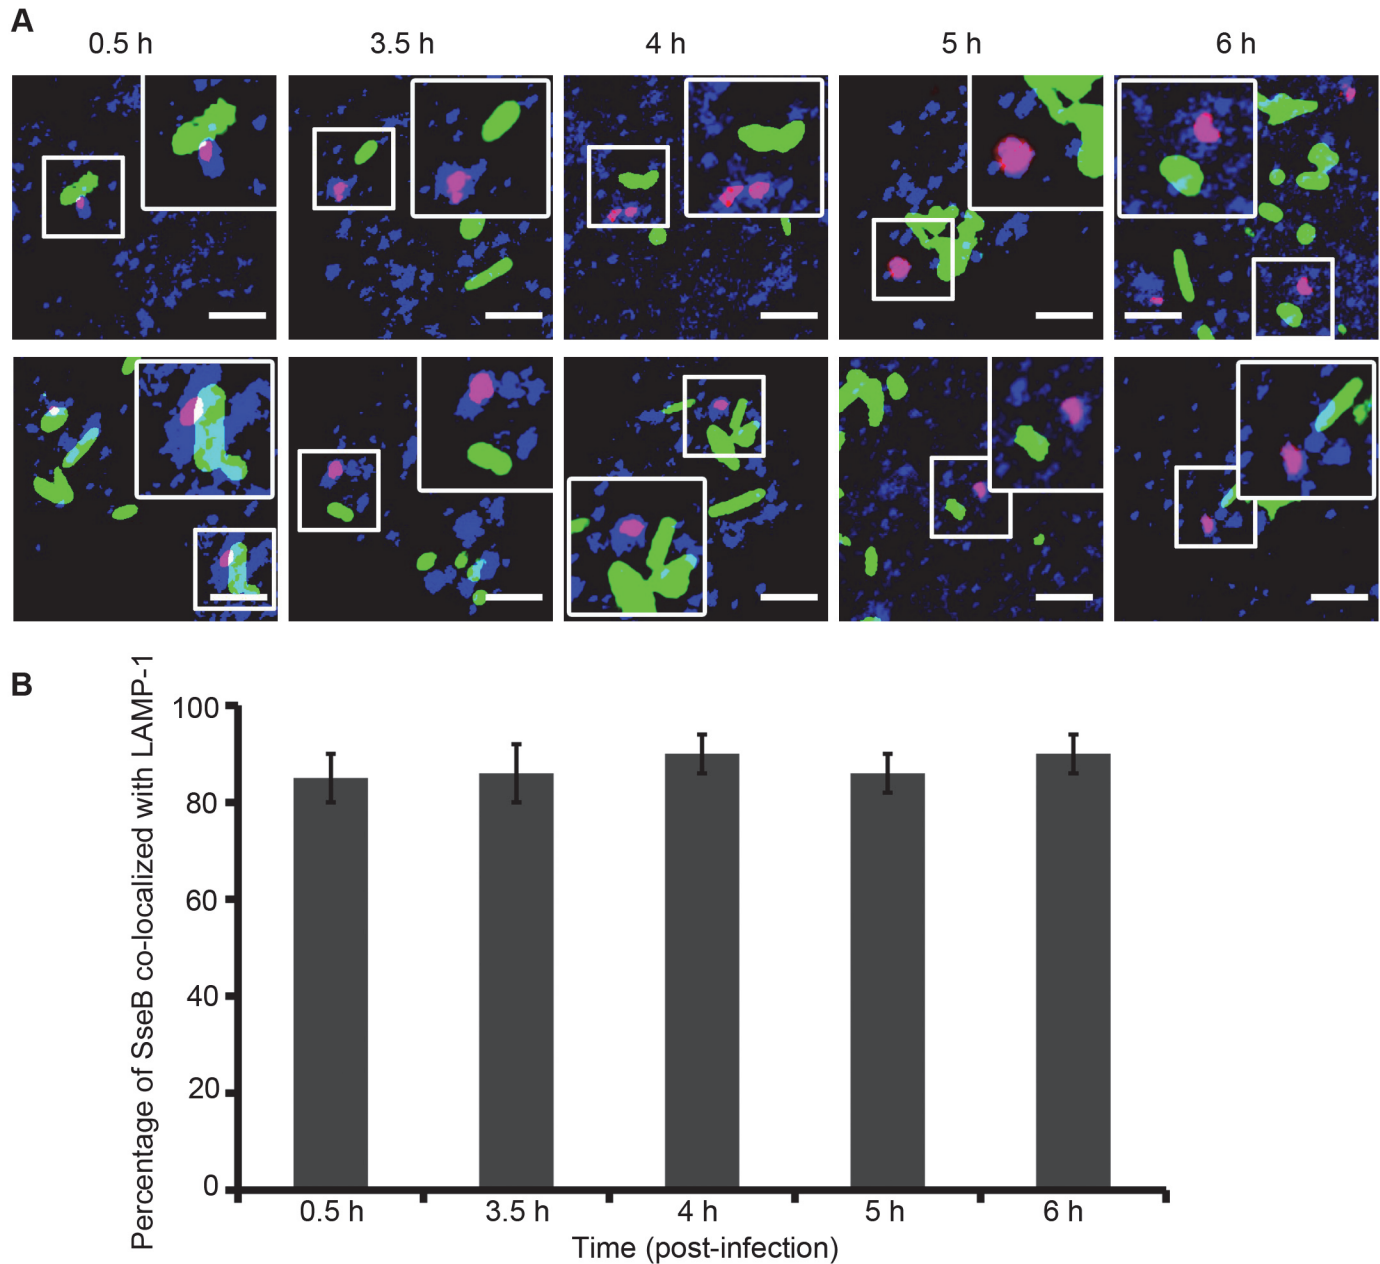 A
0.5 h 3.5 h 4 h 5 h 6 h
B
Percentage of SseB co-localized with LAMP-1
100
80
60
40
20
0
0.5 h 3.5 h 4 h 5 h 6 h
Time (post-infection)